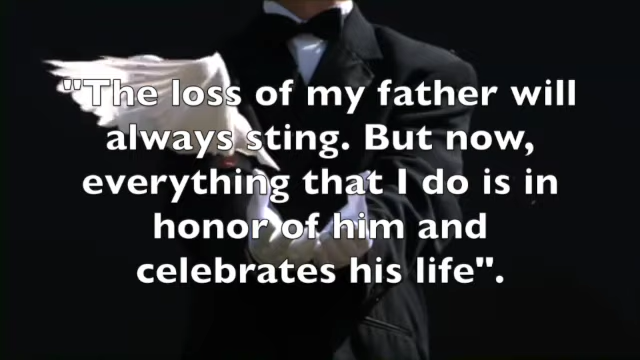 "The loss of my father will
always sting. But now,
everything that I do is in
honor of him and
celebrates his life".